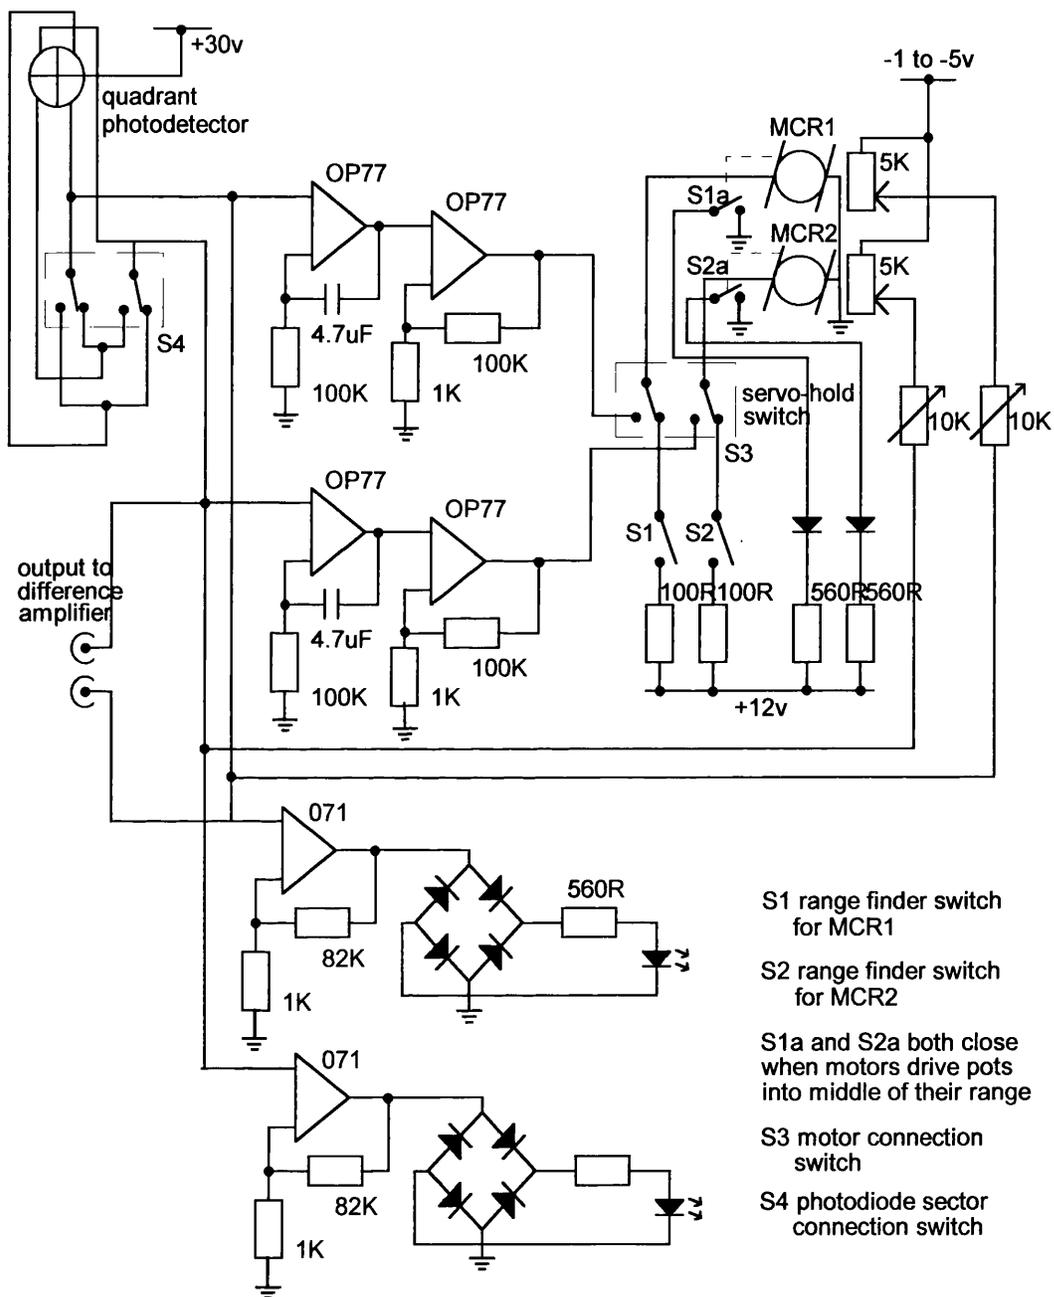 +30v
quadrant
photodetector
-1 to -5v
MCR1
5K
OP77
OP77
S1a
MCR2
S2a
5K
S4
4.7uF
100K
100K
1K
servo-hold
switch
10K
10K
S3
OP77
OP77
S1
S2
output to
difference
amplifier
100R
100R
560R
560R
4.7uF
100K
100K
1K
+12v
071
560R
82K
1K
S1 range finder switch
for MCR1
S2 range finder switch
for MCR2
S1a and S2a both close
when motors drive pots
into middle of their range
S3 motor connection
switch
S4 photodiode sector
connection switch
071
82K
1K